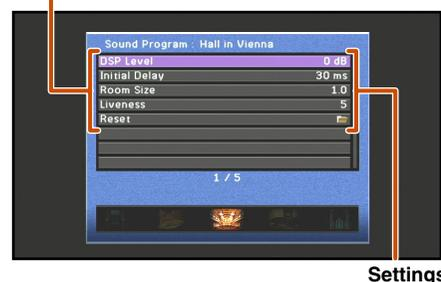 Sound Program : Hall in Vienna
DSP Level 0 dB
Initial Delay 30 ms
Room Size 1.0
Liveness 5
Reset
1 / 5
Settings